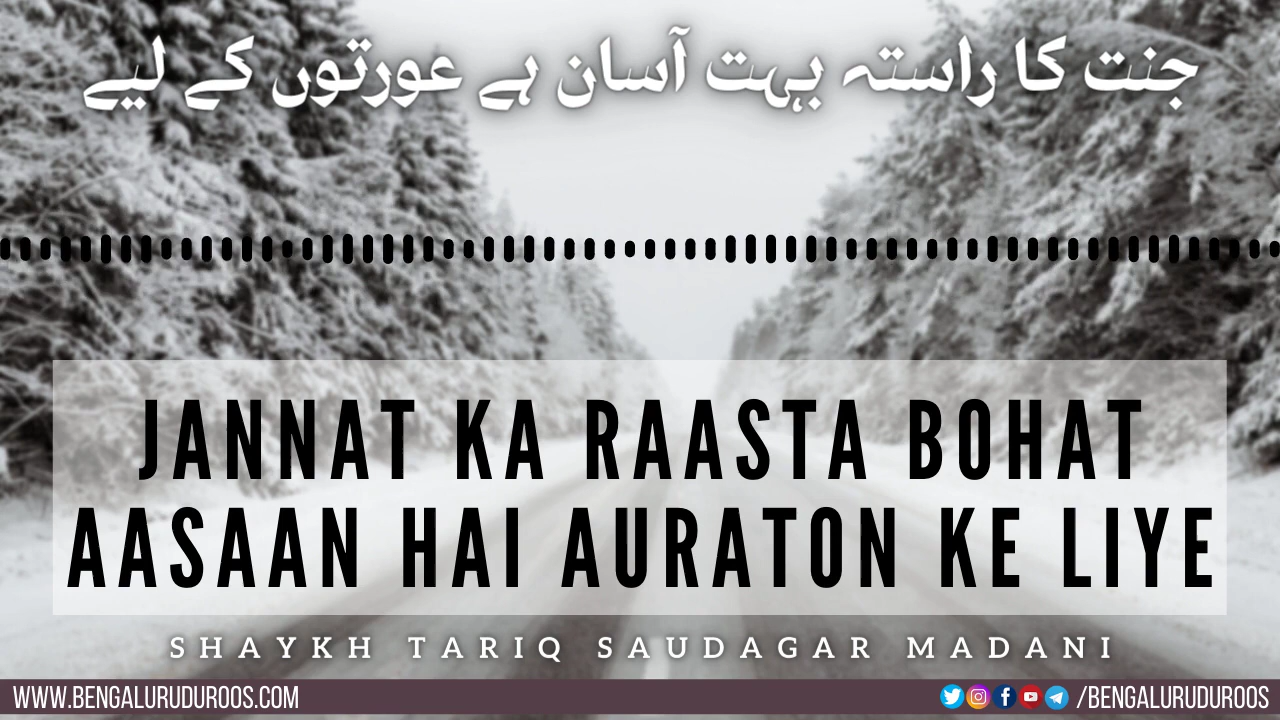 جنت کا راستہ بہت آسان ہے عورتوں کے لیے
JANNAT KA RAASTA BOHAT
AASAAN HAI AURATON KE LIYE
SHAYKH TARIQ SAUDAGAR MADANI
WWW.BENGALURUDUROOS.COM
/BENGALURUDUROOS